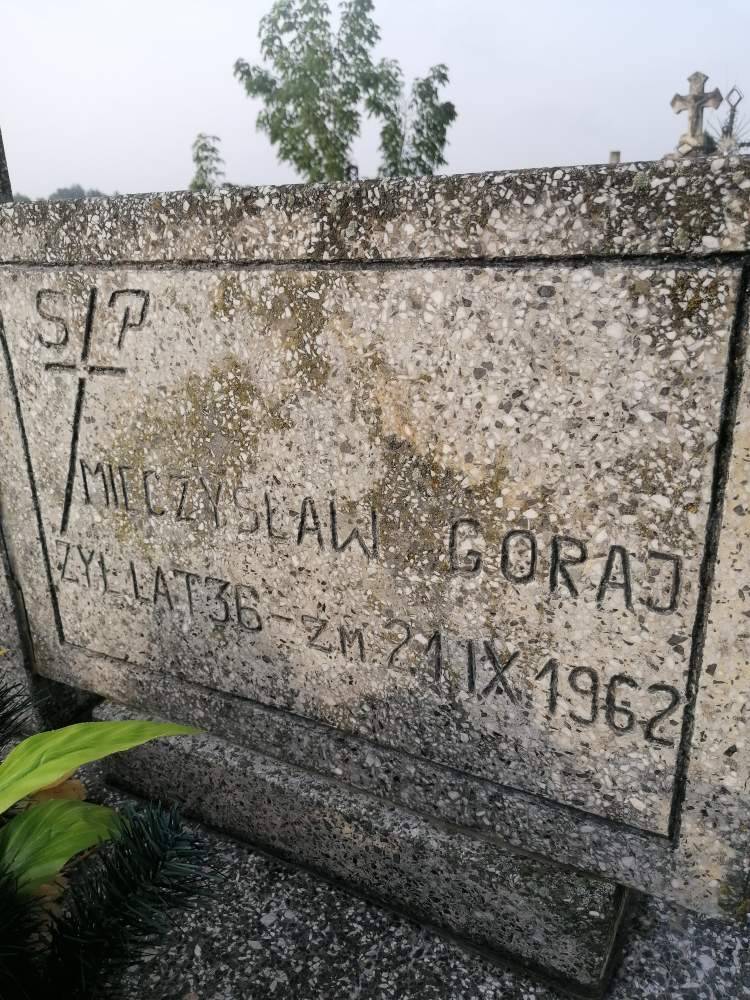 S P
MIECZYSŁAW GORAJ
ŻYŁ LAT 36 - ZM 21 IX 1962